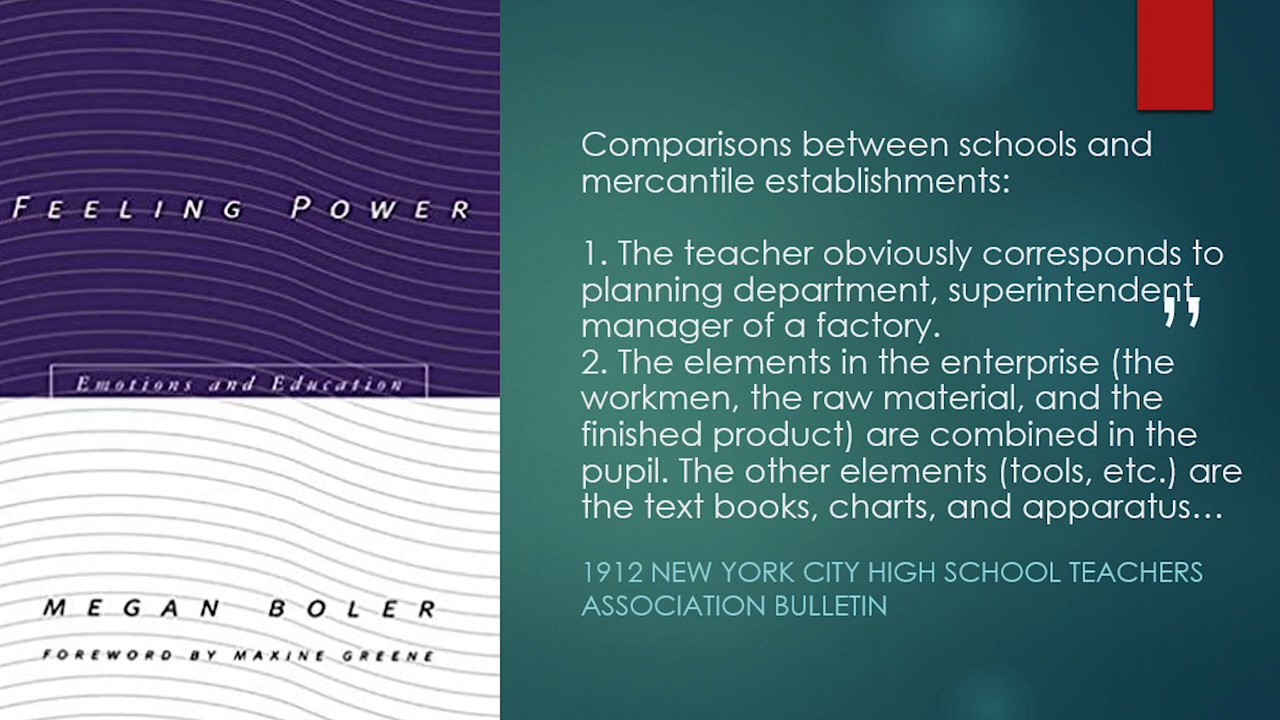 FEELING POWER
Emotions and Education
MEGAN BOLER
FOREWORD BY MAXINE GREENE
Comparisons between schools and
mercantile establishments:
1. The teacher obviously corresponds to
planning department, superintendent,
manager of a factory.
2. The elements in the enterprise (the
workmen, the raw material, and the
finished product) are combined in the
pupil. The other elements (tools, etc.) are
the text books, charts, and apparatus…
”
1912 NEW YORK CITY HIGH SCHOOL TEACHERS
ASSOCIATION BULLETIN